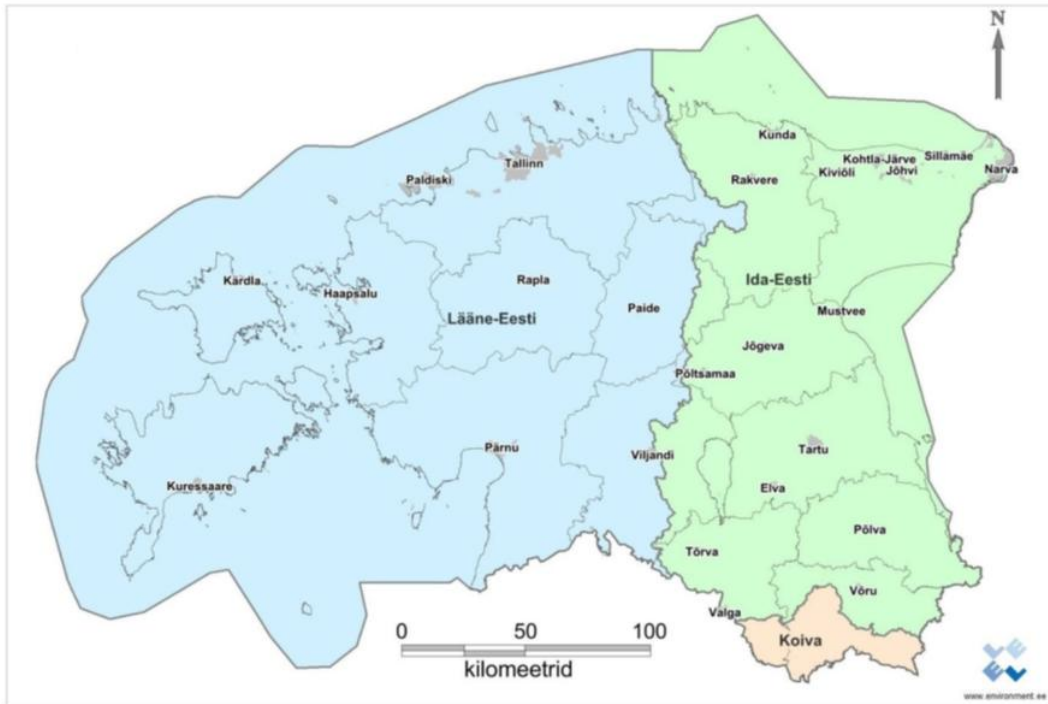 N
Kunda
Tallinn
Kohtla-Järve
Sillamäe
Paldiski
Kiviõli
Jõhvi
Narva
Rakvere
Kärdla
Haapsalu
Rapla
Ida-Eesti
Lääne-Eesti
Paide
Mustvee
Jõgeva
Põltsamaa
Pärnu
Viljandi
Tartu
Kuressaare
Elva
Põlva
Tõrva
Võru
Valga
Koiva
0 50 100
kilomeetrid
www.environment.ee